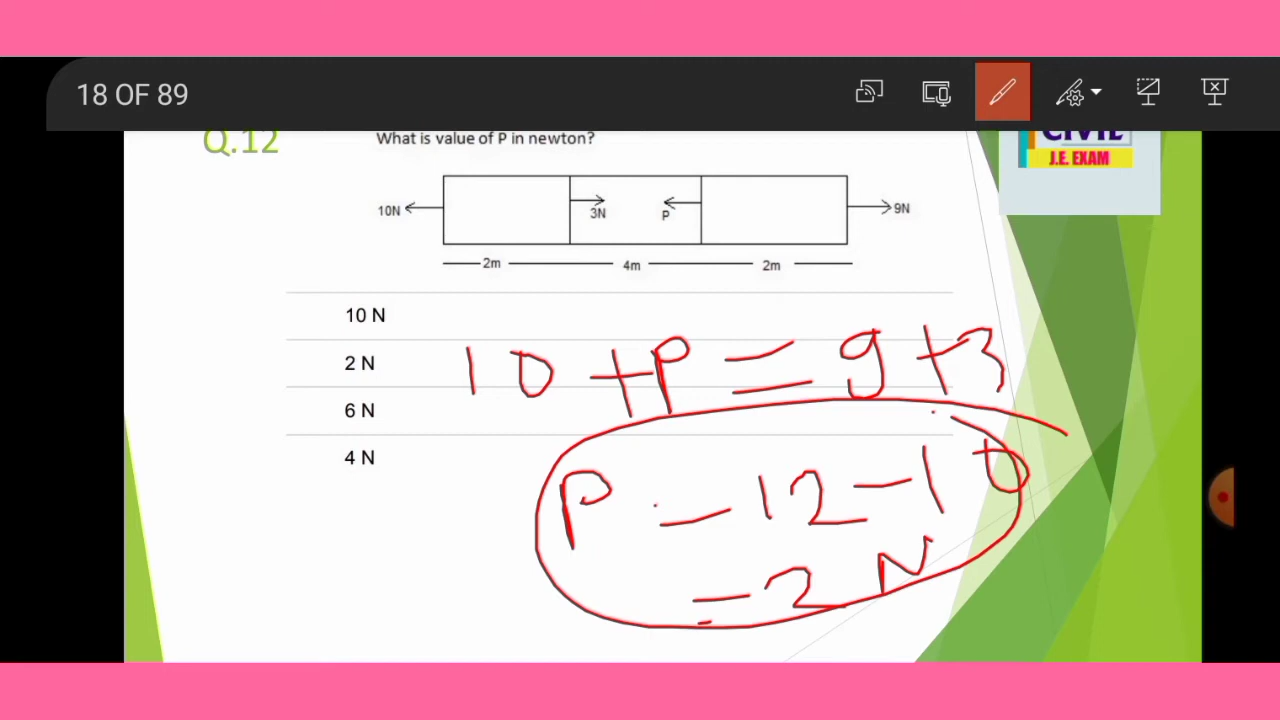 18 OF 89
CIVIL
J.E. EXAM
Q.12
What is value of P in newton?
10N
3N
P
9N
2m
4m
2m
10 N
2 N
6 N
4 N
10+P=9+3
P-12-10
=2N